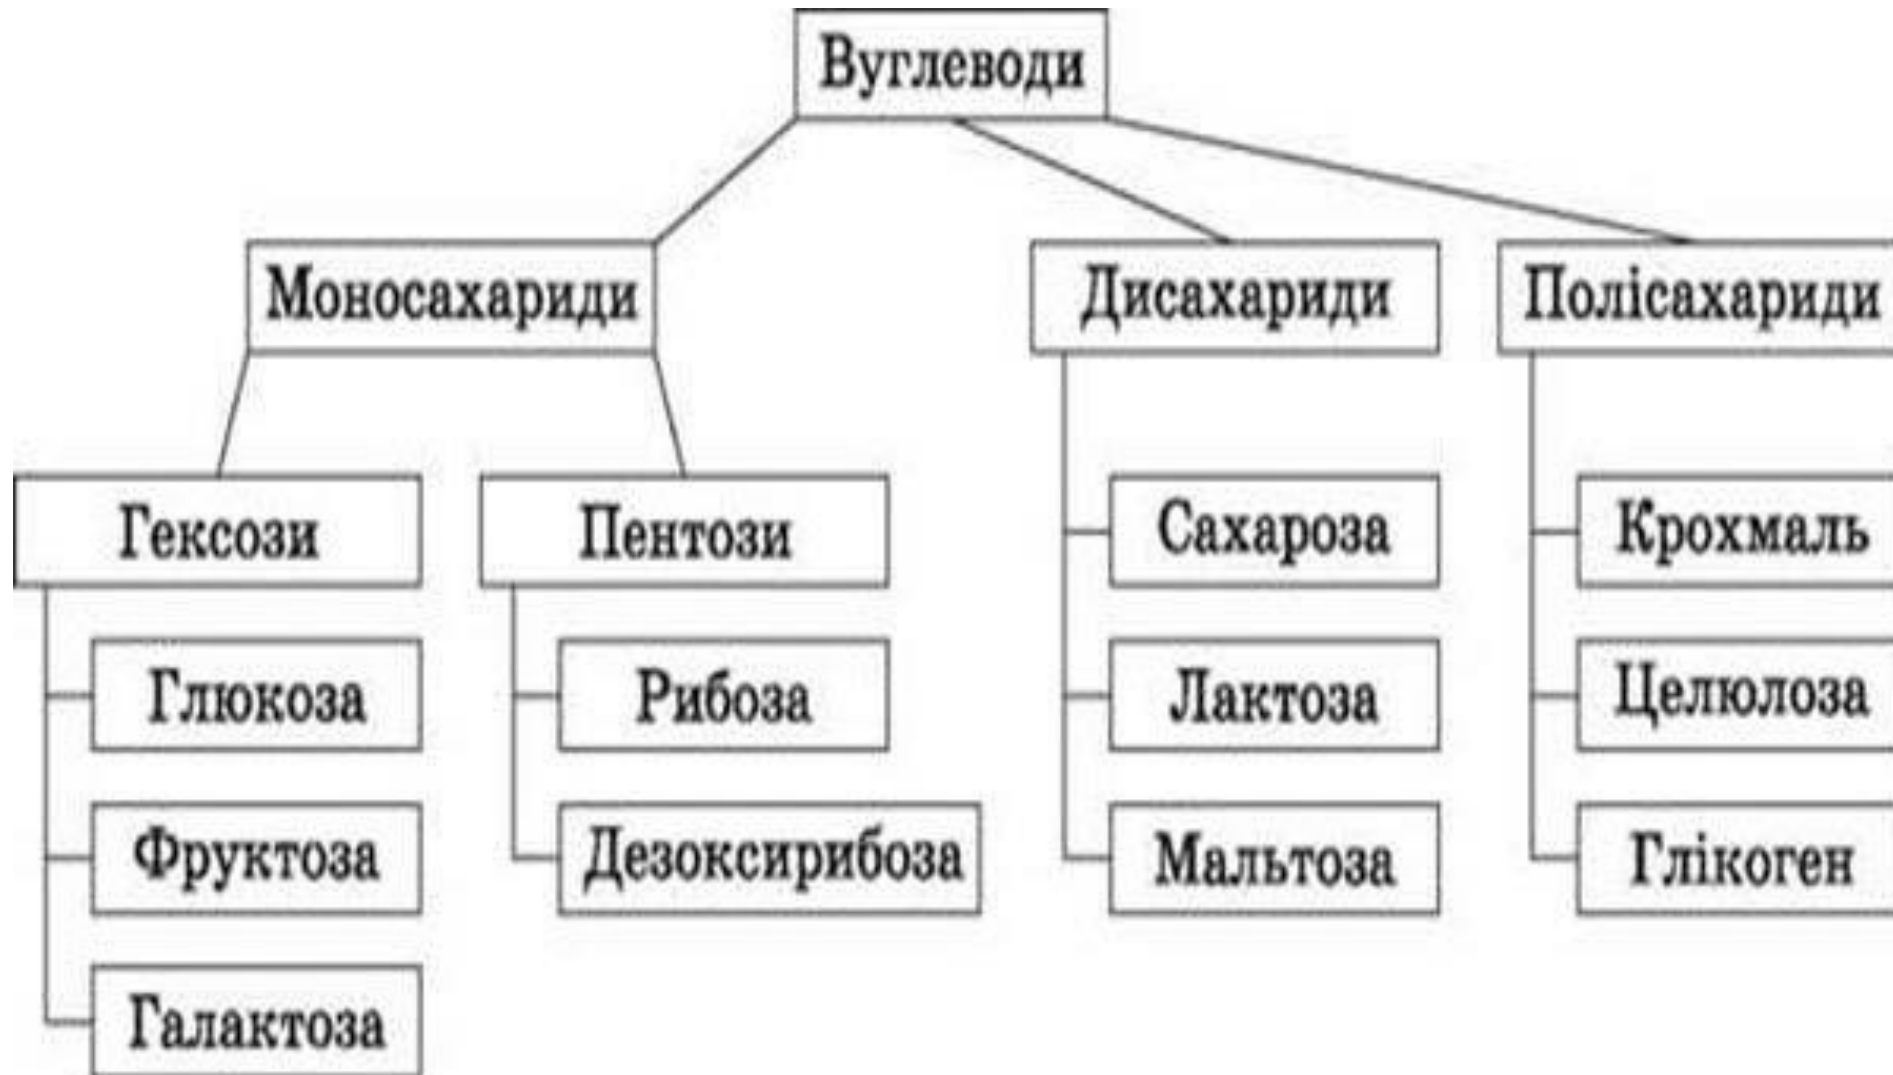 Вуглеводи
Моносахариди
Дисахариди
Полісахариди
Гексози
Пентози
Сахароза
Крохмаль
Глюкоза
Рибоза
Лактоза
Целюлоза
Фруктоза
Дезоксирибоза
Мальтоза
Глікоген
Галактоза